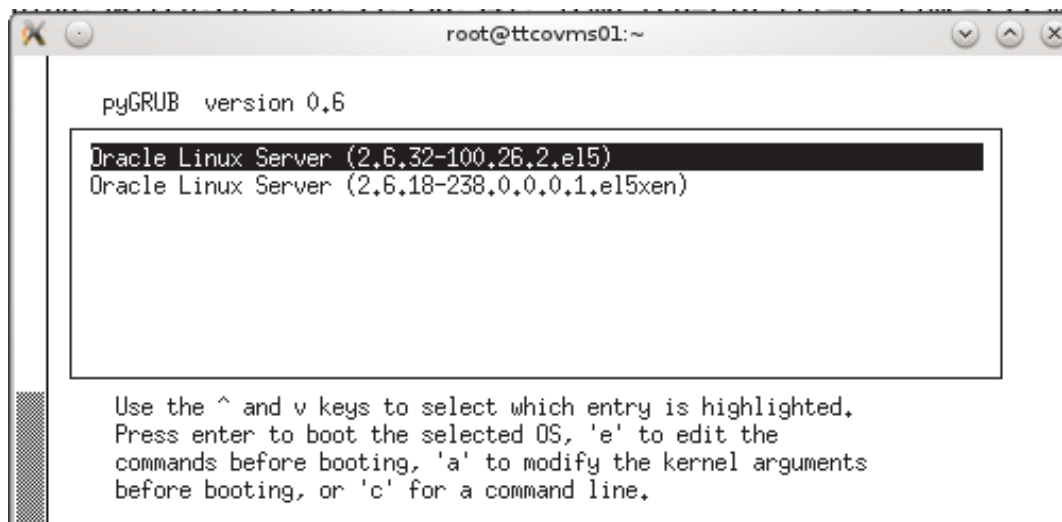 root@ttcovms01:~
pyGRUB version 0.6
Oracle Linux Server (2.6.32-100.26.2.el5)
Oracle Linux Server (2.6.18-238.0.0.0.1.el5xen)
Use the ^ and v keys to select which entry is highlighted.
Press enter to boot the selected OS, 'e' to edit the
commands before booting, 'a' to modify the kernel arguments
before booting, or 'c' for a command line.